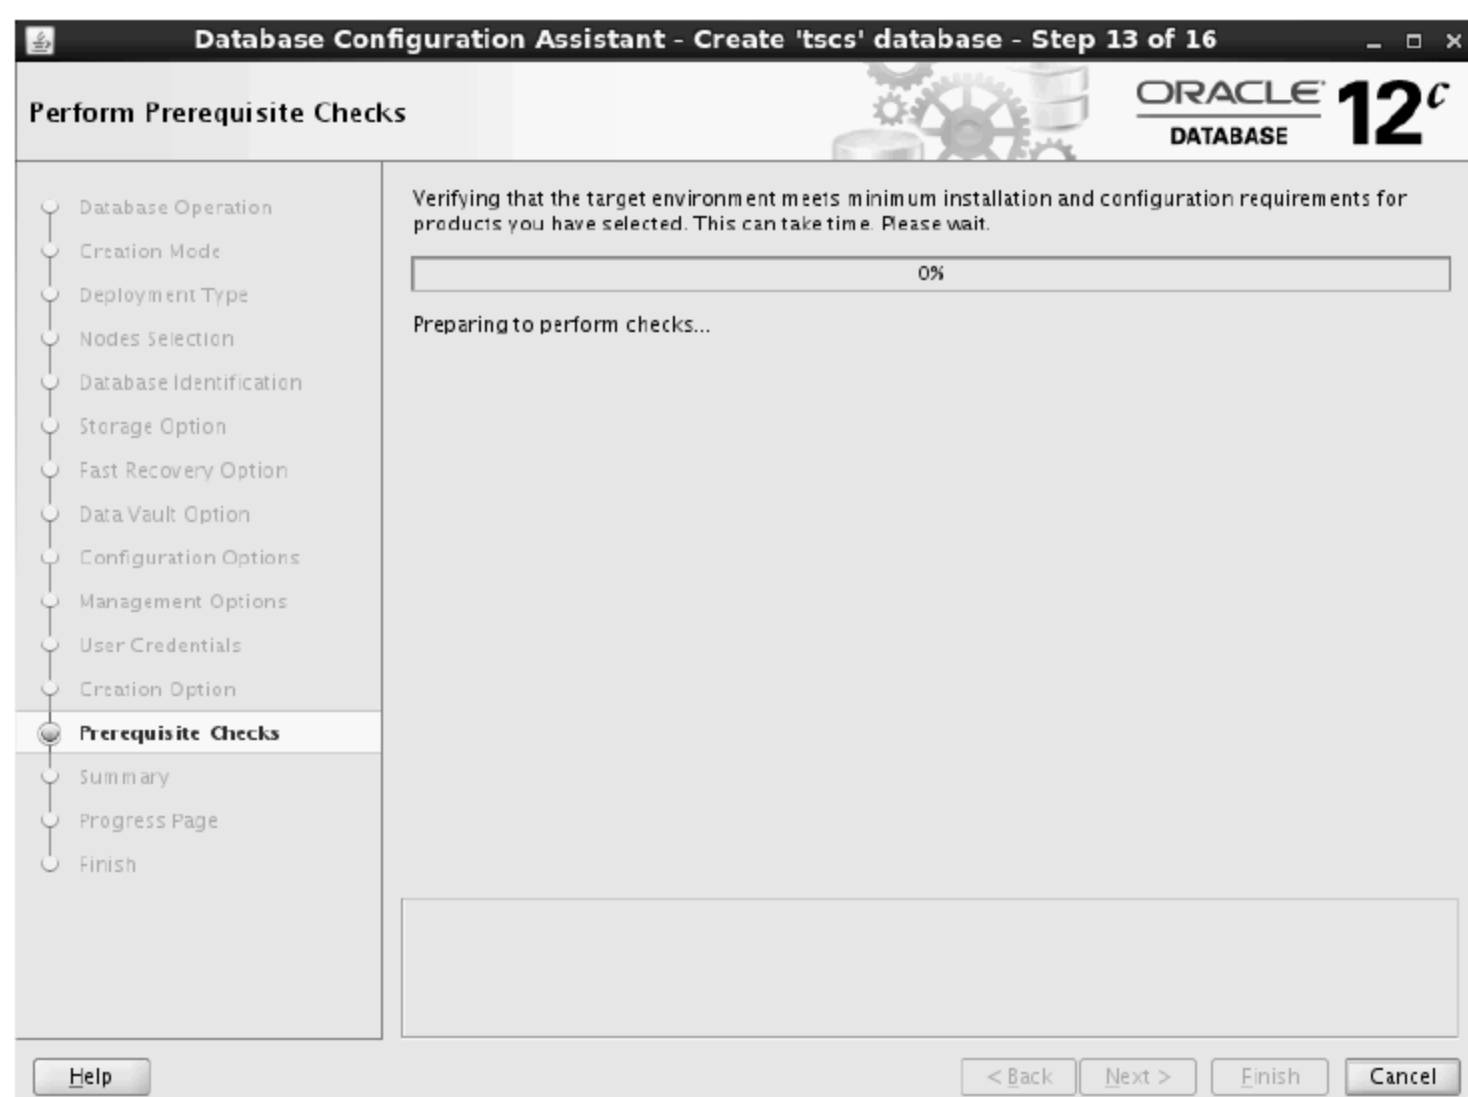 Database Configuration Assistant - Create 'tscs' database - Step 13 of 16
Perform Prerequisite Checks
ORACLE
DATABASE
12c
Database Operation
Creation Mode
Deployment Type
Nodes Selection
Database Identification
Storage Option
Fast Recovery Option
Data Vault Option
Configuration Options
Management Options
User Credentials
Creation Option
Prerequisite Checks
Summary
Progress Page
Finish
Verifying that the target environment meets minimum installation and configuration requirements for
products you have selected. This can take time. Please wait.
0%
Preparing to perform checks...
Help
< Back
Next >
Finish
Cancel